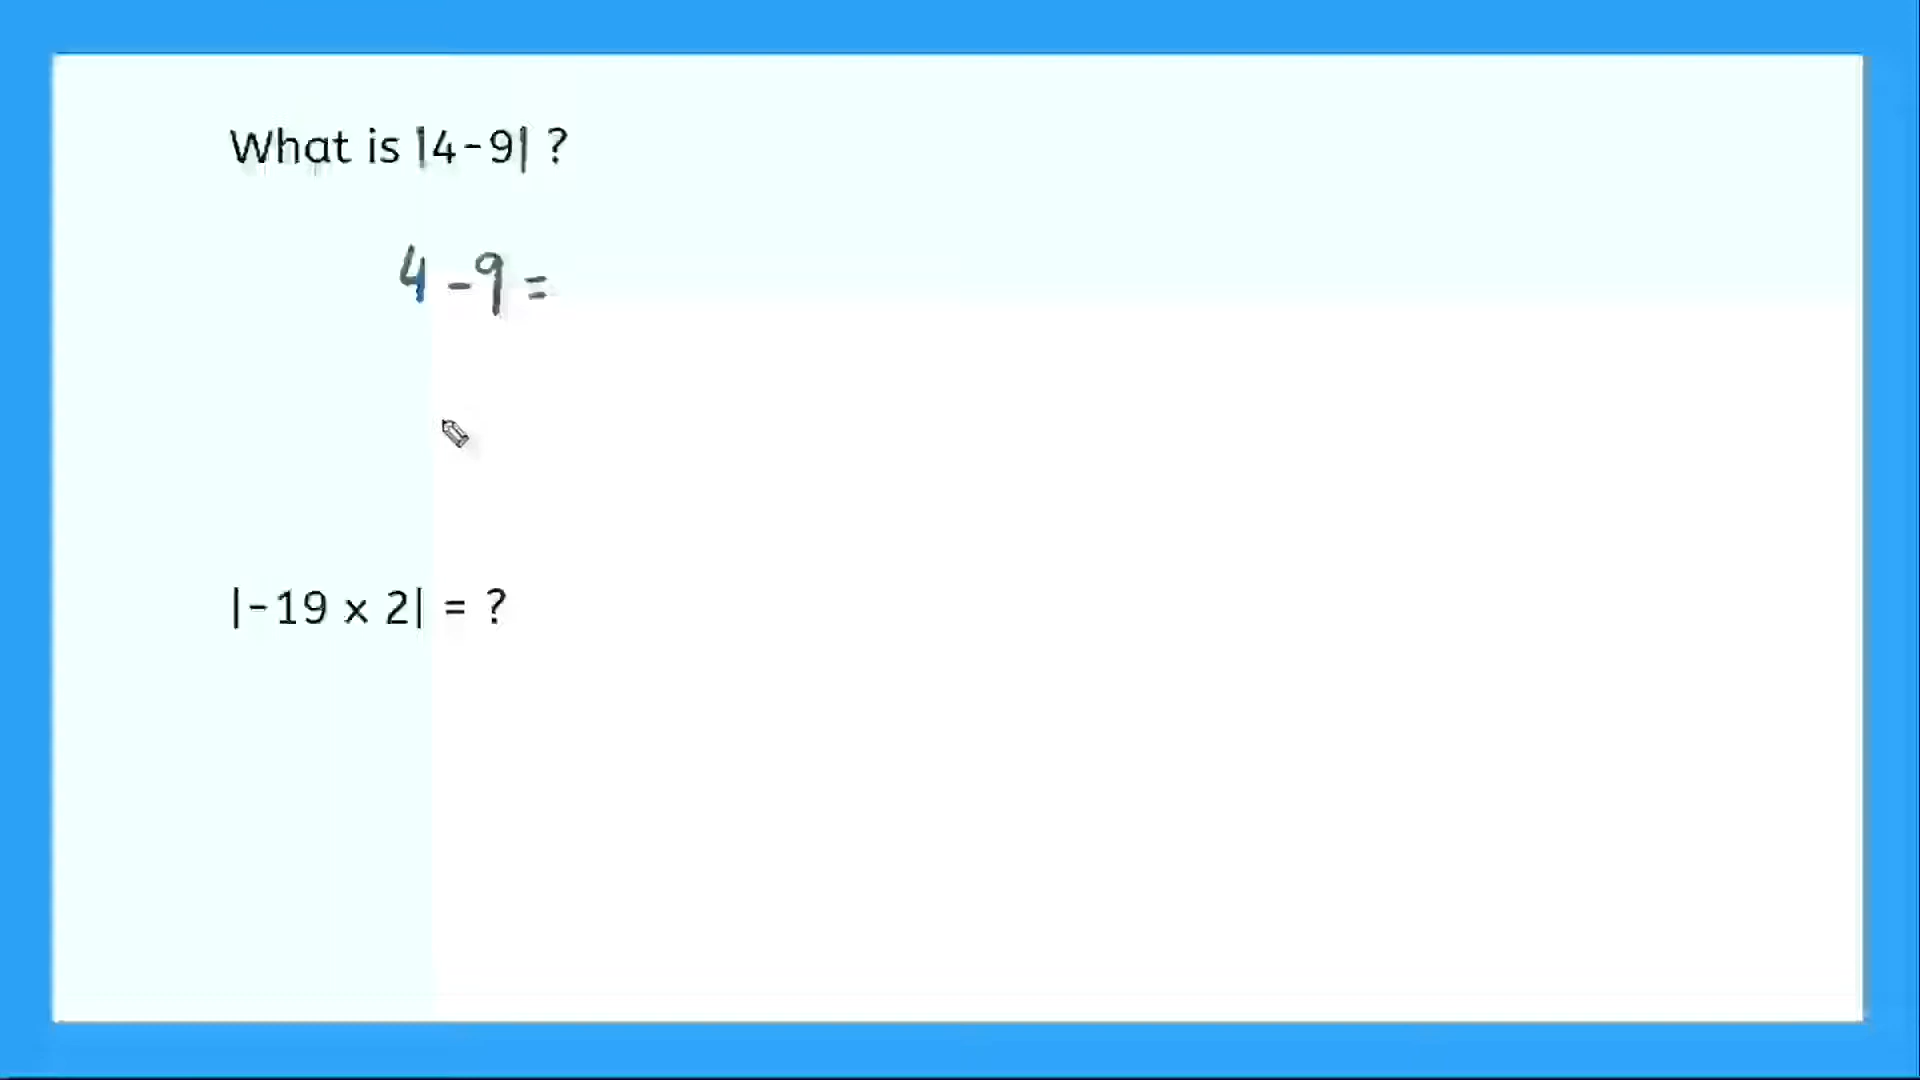 What is |4-9| ?
4 -9 =
|-19 x 2| = ?